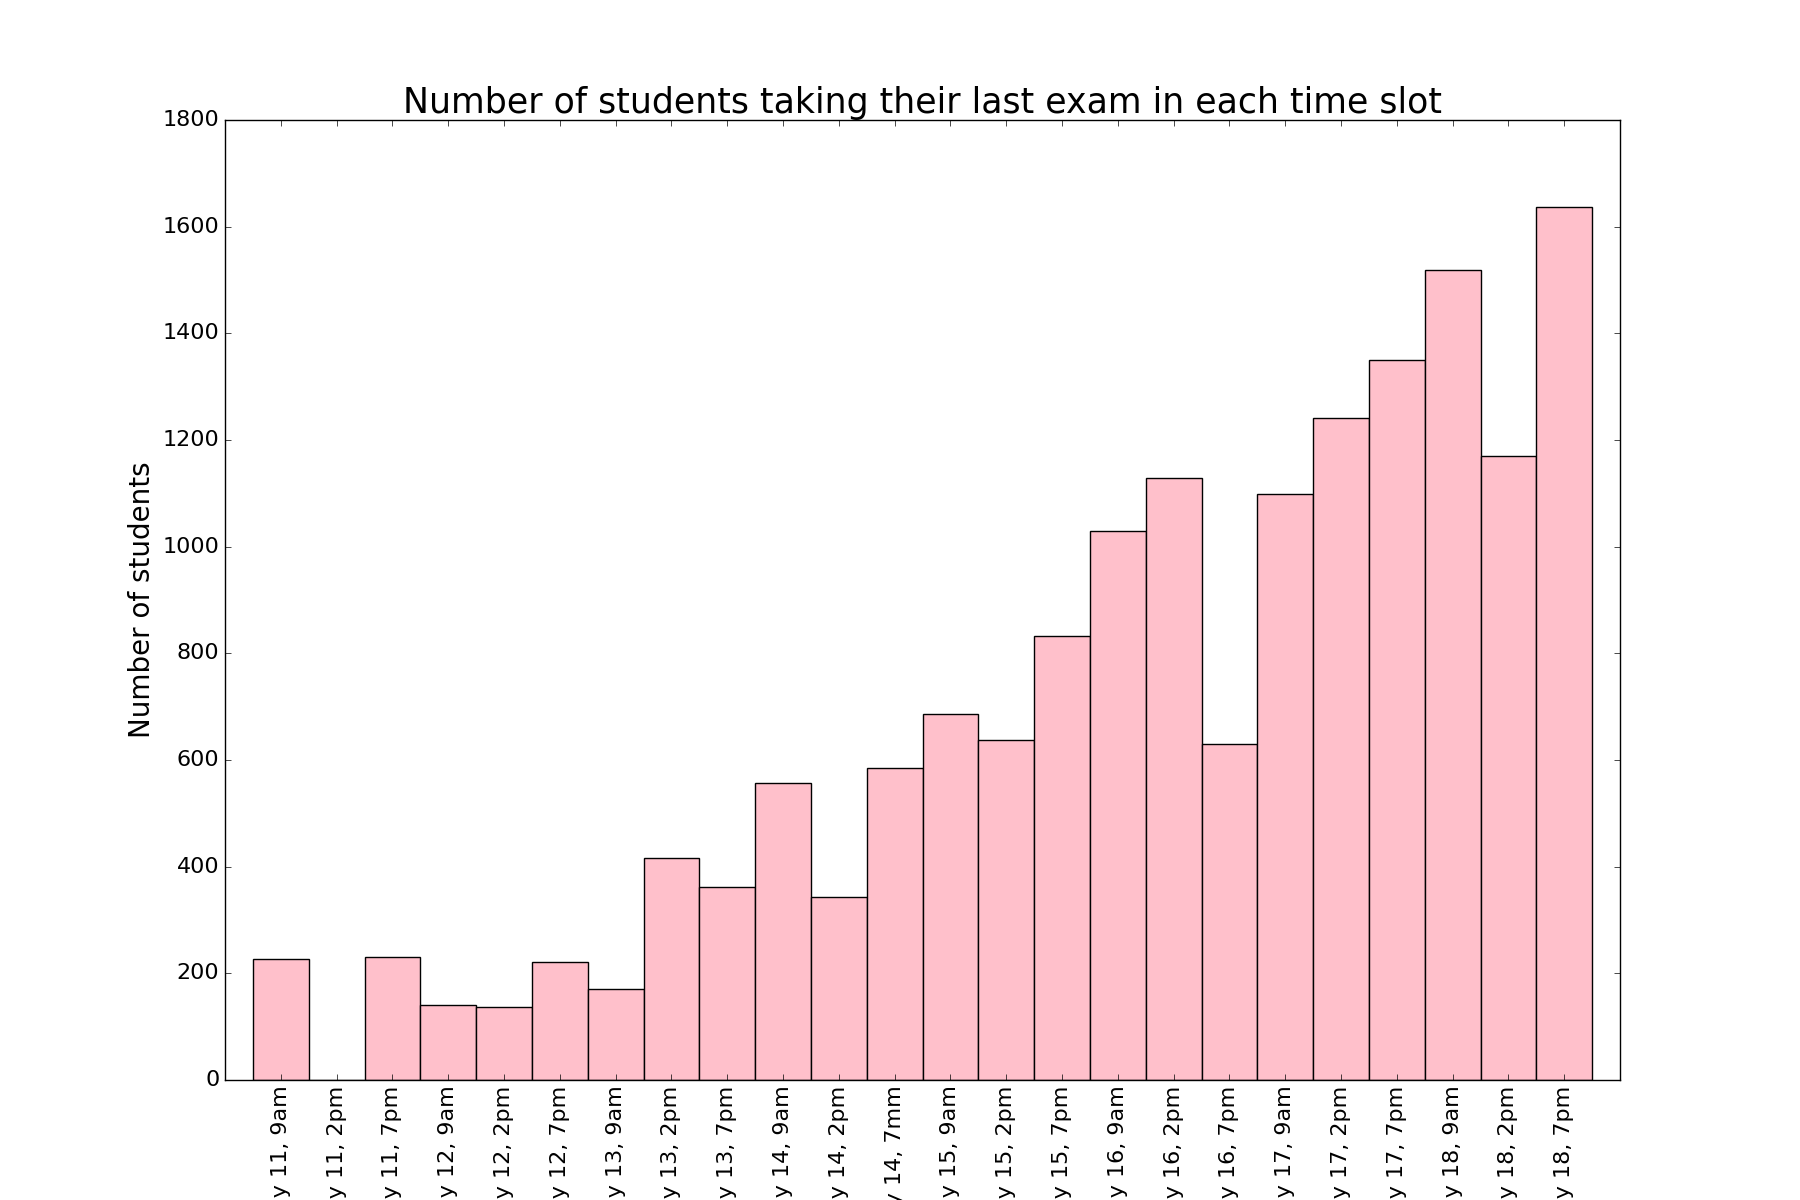 Number of students taking their last exam in each time slot
Number of students
1800
1600
1400
1200
1000
800
600
400
200
0
y 11, 9am
y 11, 2pm
y 11, 7pm
y 12, 9am
y 12, 2pm
y 12, 7pm
y 13, 9am
y 13, 2pm
y 13, 7pm
y 14, 9am
y 14, 2pm
y 14, 7mm
y 15, 9am
y 15, 2pm
y 15, 7pm
y 16, 9am
y 16, 2pm
y 16, 7pm
y 17, 9am
y 17, 2pm
y 17, 7pm
y 18, 9am
y 18, 2pm
y 18, 7pm